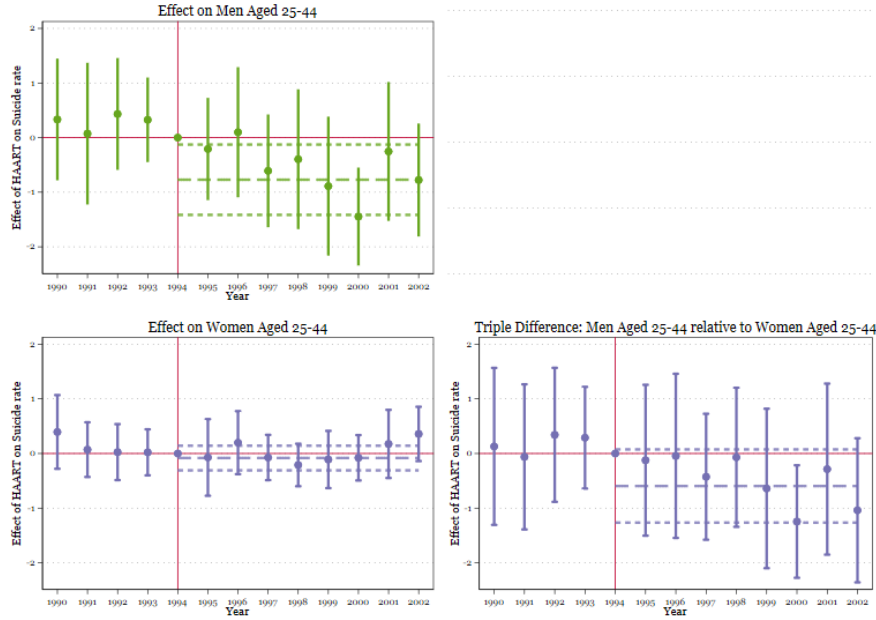 Effect on Men Aged 25-44
Effect of HAART on Suicide rate
2
1
0
-1
-2
1990 1991 1992 1993 1994 1995 1996 1997 1998 1999 2000 2001 2002
Year
Effect on Women Aged 25-44
Effect of HAART on Suicide rate
2
1
0
-1
-2
1990 1991 1992 1993 1994 1995 1996 1997 1998 1999 2000 2001 2002
Year
Triple Difference: Men Aged 25-44 relative to Women Aged 25-44
Effect of HAART on Suicide rate
2
1
0
-1
-2
1990 1991 1992 1993 1994 1995 1996 1997 1998 1999 2000 2001 2002
Year